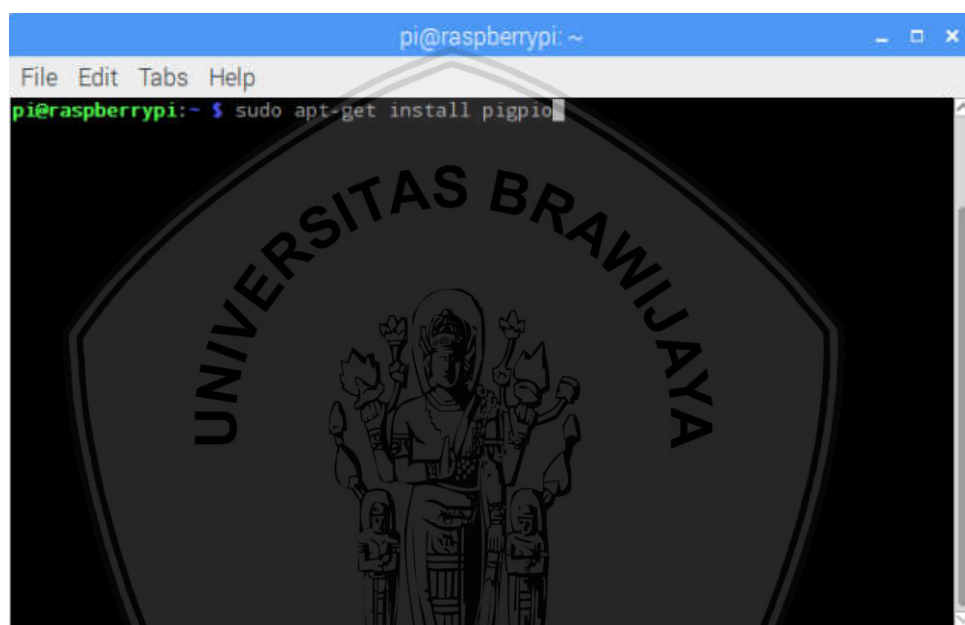 pi@raspberrypi: ~
File Edit Tabs Help
pi@raspberrypi:~ $ sudo apt-get install pigpio
UNIVERSITAS BRAWIJAYA